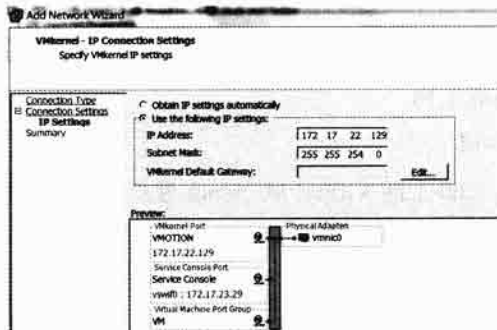 Add Network Wizard
VMkernel - IP Connection Settings
Specify VMkernel IP settings
Connection Type
Connection Settings
IP Settings
Summary
Obtain IP settings automatically
Use the following IP settings:
IP Address: 172 17 22 129
Subnet Mask: 255 255 254 0
VMkernel Default Gateway:
Edit...
Preview:
VMkernel Port
Physical Adapters
VMOTION
vmnic0
172.17.22.129
Service Console Port
Service Console
vswif0 : 172.17.23.29
Virtual Machine Port Group
VM